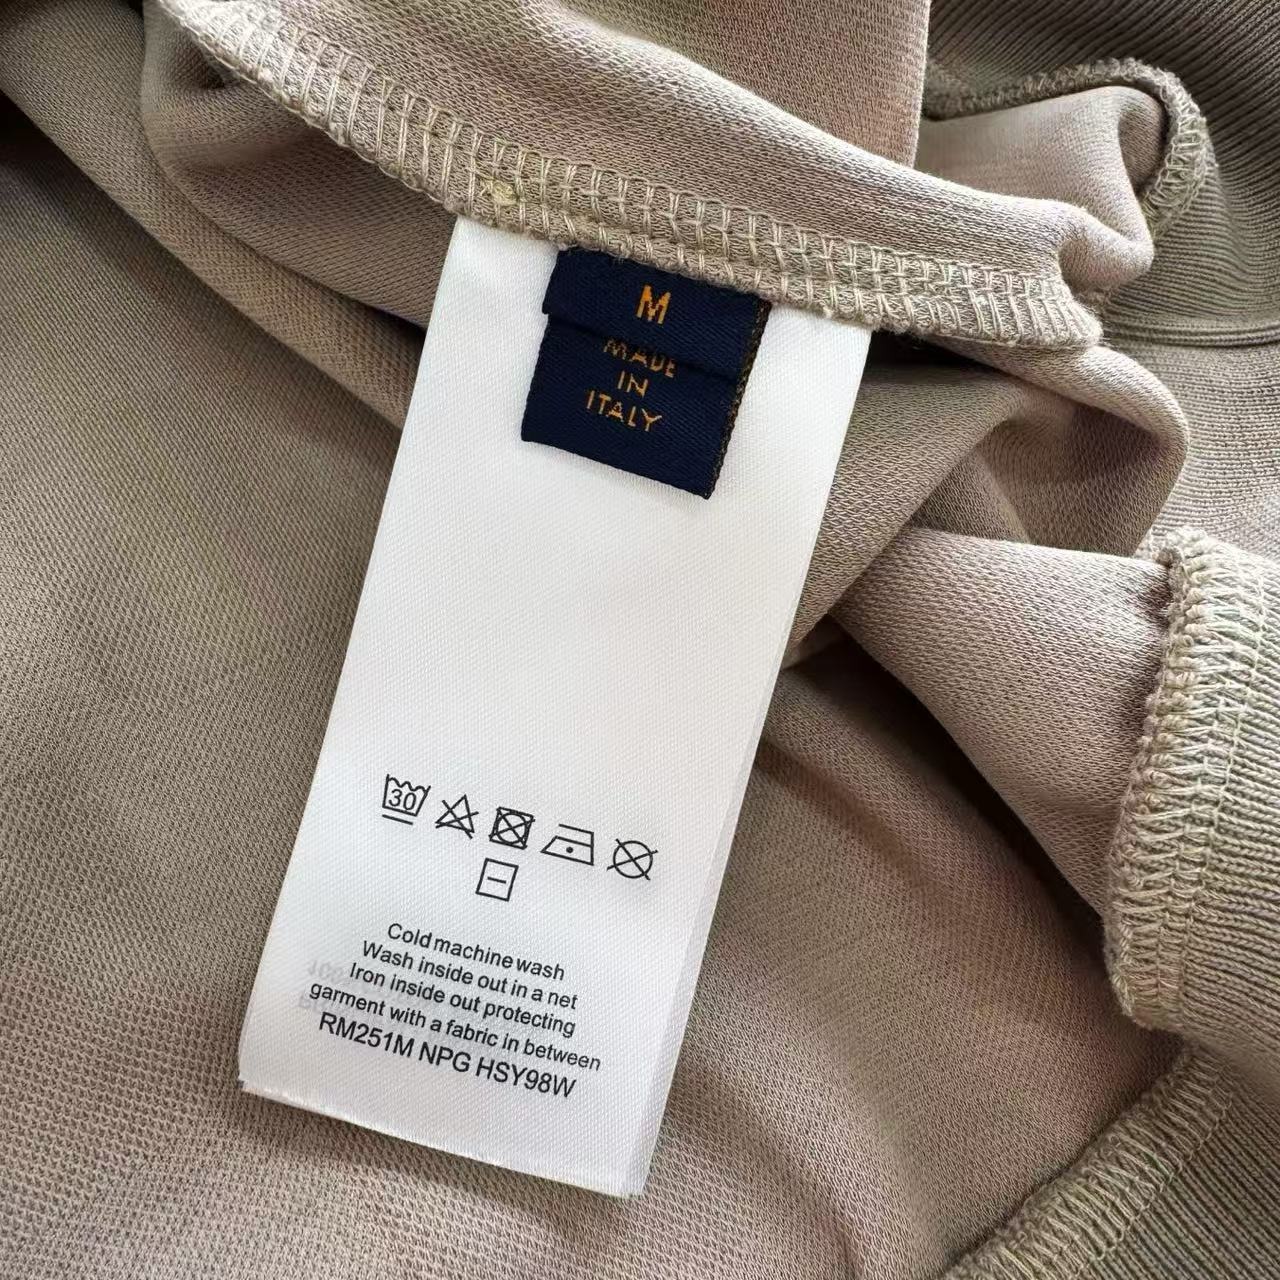 M
MADE
IN
ITALY
30
Cold machine wash
Wash inside out in a net
Iron inside out protecting
garment with a fabric in between
RM251M NPG HSY98W